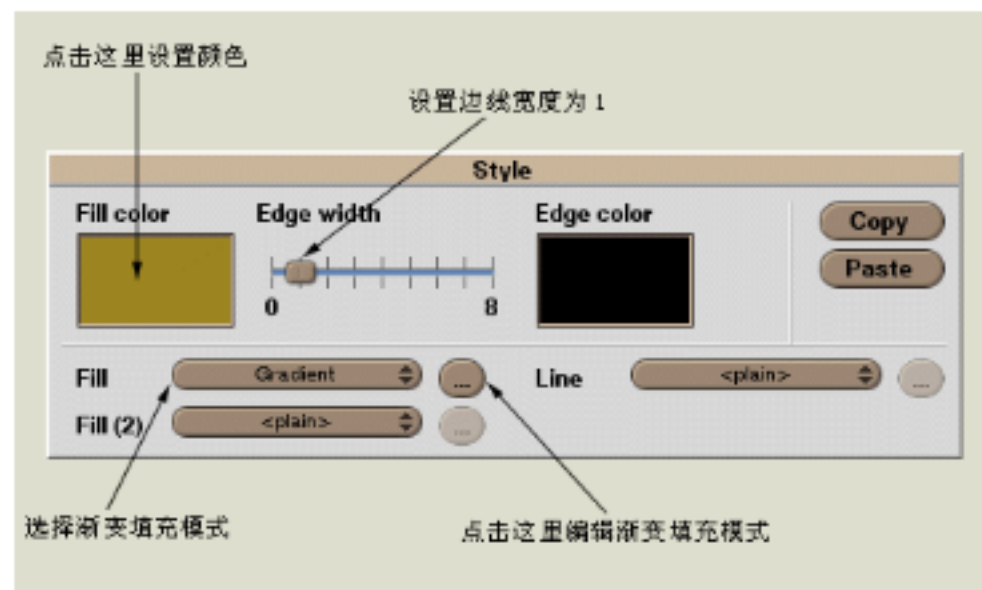 点击这里设置颜色
设置边线宽度为 1
Style
Fill color
Edge width
Edge color
Copy
Paste
0
8
Fill
Gradient
...
Line
<plain>
...
Fill (2)
<plain>
...
选择渐变填充模式
点击这里编辑渐变填充模式